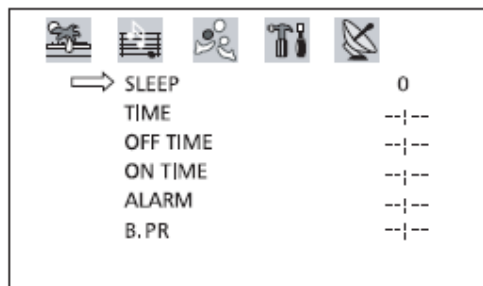 SLEEP 0
TIME --:--
OFF TIME --:--
ON TIME --:--
ALARM --:--
B.PR --:--